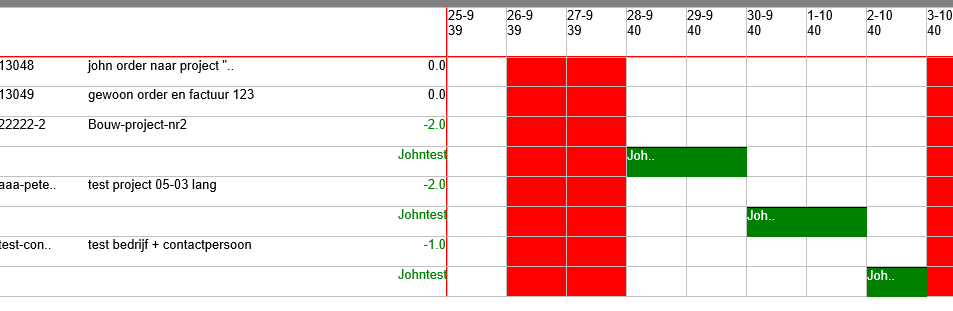 25-9 26-9 27-9 28-9 29-9 30-9 1-10 2-10 3-10
39 39 39 40 40 40 40 40 40
13048 john order naar project ".. 0.0
13049 gewoon order en factuur 123 0.0
22222-2 Bouw-project-nr2 -2.0
Johntest Joh..
aaa-pete.. test project 05-03 lang -2.0
Johntest Joh..
test-con.. test bedrijf + contactpersoon -1.0
Johntest Joh..